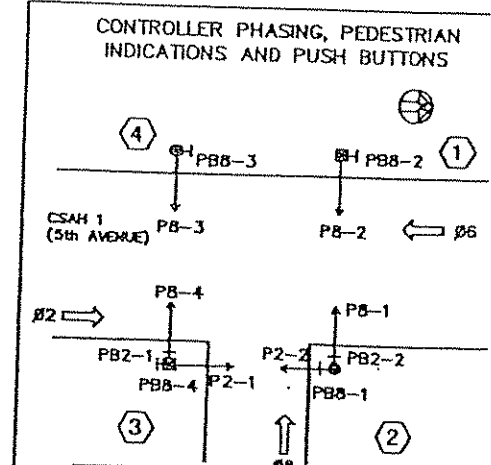 CONTROLLER PHASING, PEDESTRIAN
INDICATIONS AND PUSH BUTTONS
4
PB8-3
PB8-2
1
CSAH 1
(5th AVENUE)
P8-3
P8-2
Ø6
P8-4
P8-1
Ø2
PB2-1
P2-2
PB2-2
PB8-4
P2-1
PB8-1
3
2
Ø8